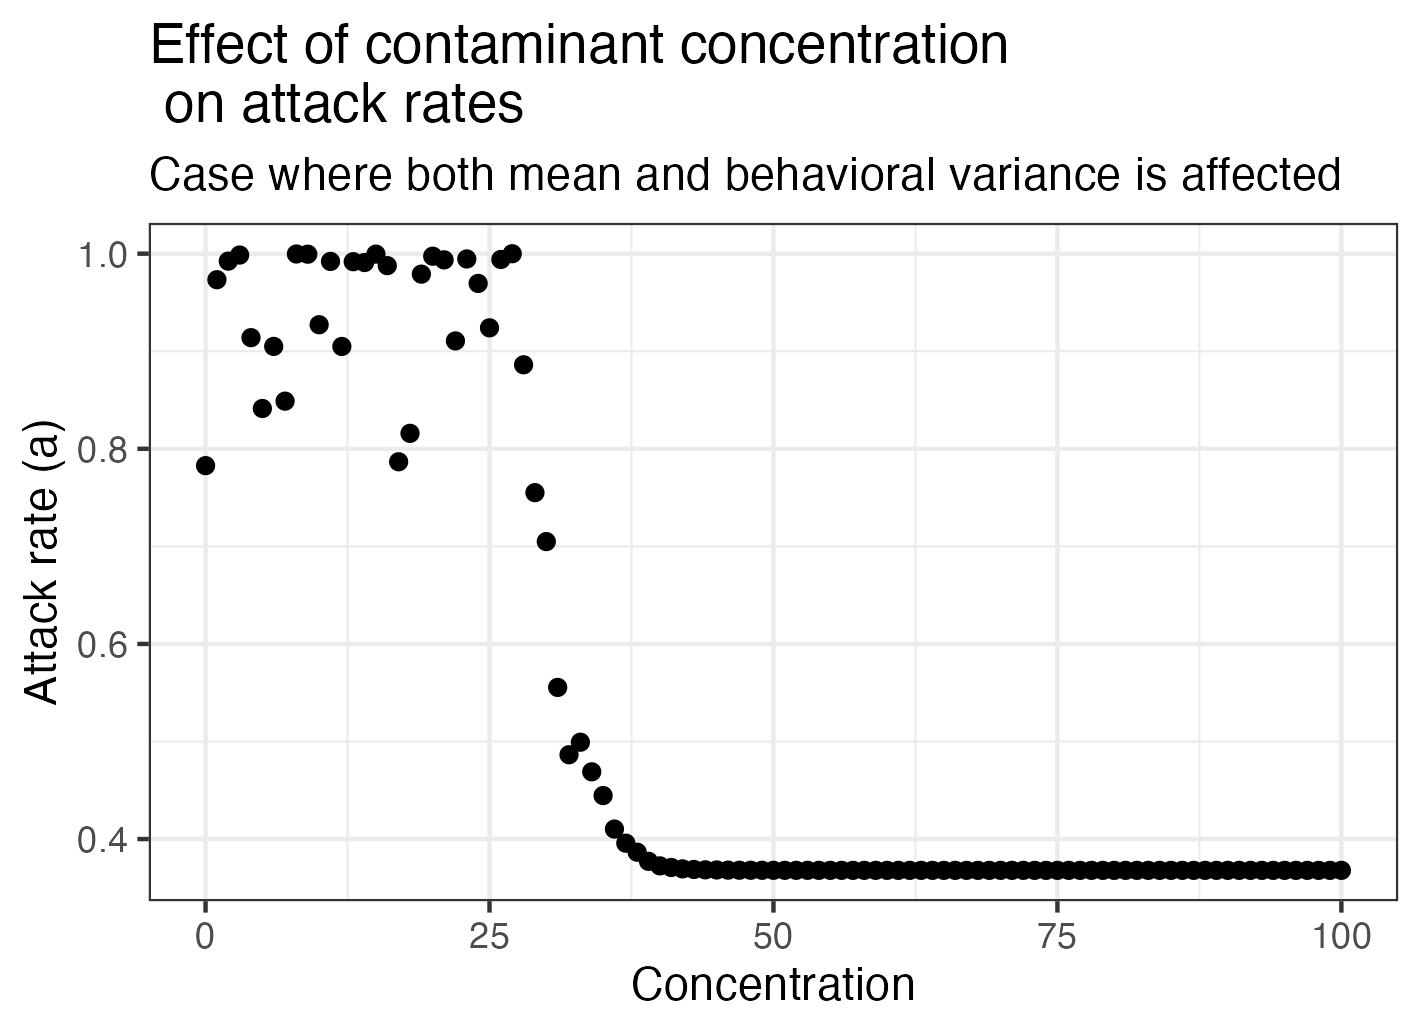 Effect of contaminant concentration
on attack rates
Case where both mean and behavioral variance is affected
Attack rate (a)
1.0
0.8
0.6
0.4
0 25 50 75 100
Concentration